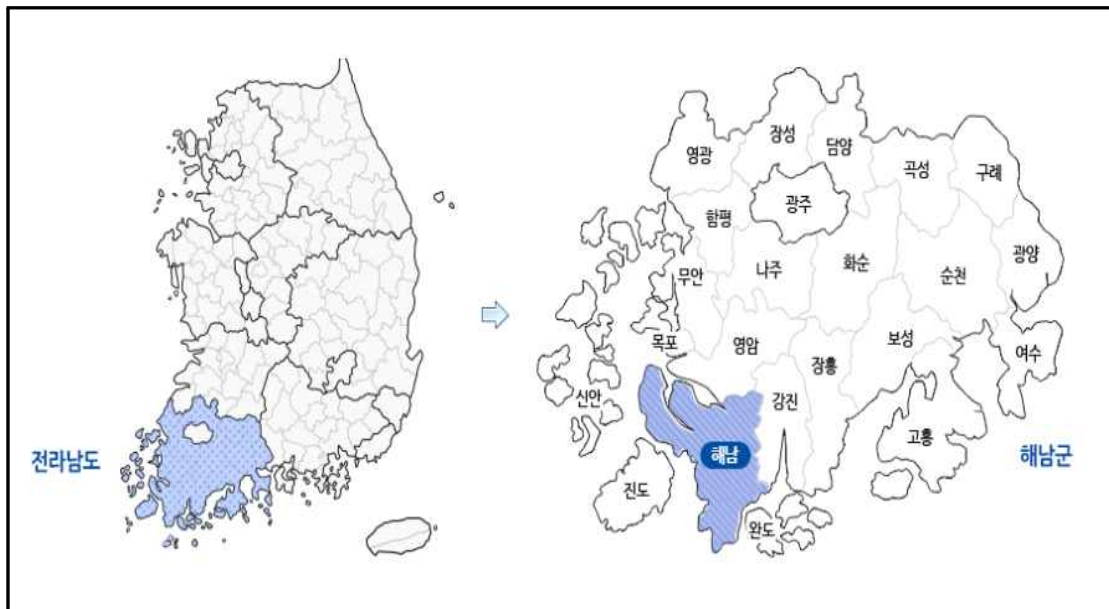 전라남도
영광
장성
담양
곡성
구례
함평
광주
광양
무안
나주
화순
순천
목포
영암
장흥
보성
여수
신안
강진
고흥
해남
해남군
진도
완도